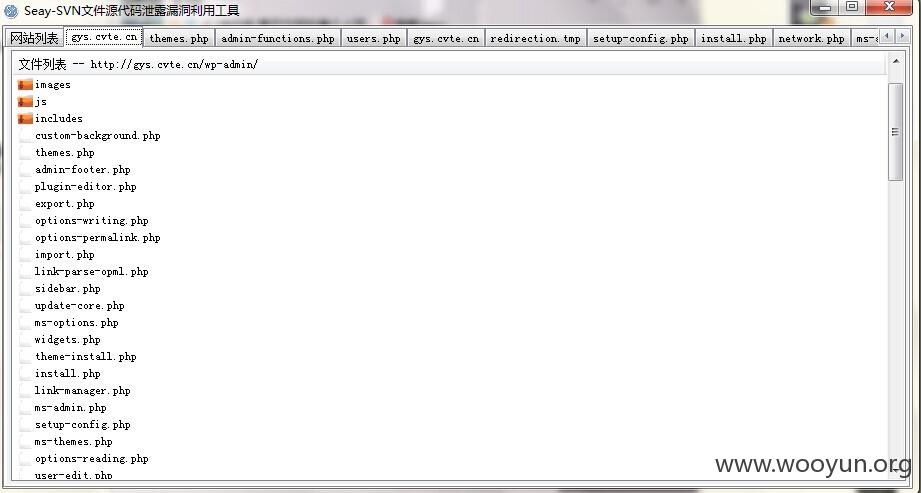 Seay-SVN文件源代码泄露漏洞利用工具
网站列表 gys.cvte.cn themes.php admin-functions.php users.php gys.cvte.cn redirection.tmp setup-config.php install.php network.php
文件列表 -- http://gys.cvte.cn/wp-admin/
images
js
includes
custom-background.php
themes.php
admin-footer.php
plugin-editor.php
export.php
options-writing.php
options-permalink.php
import.php
link-parse-opml.php
sidebar.php
update-core.php
ms-options.php
widgets.php
theme-install.php
install.php
link-manager.php
ms-admin.php
setup-config.php
ms-themes.php
options-reading.php
user-edit.php
www.wooyun.org